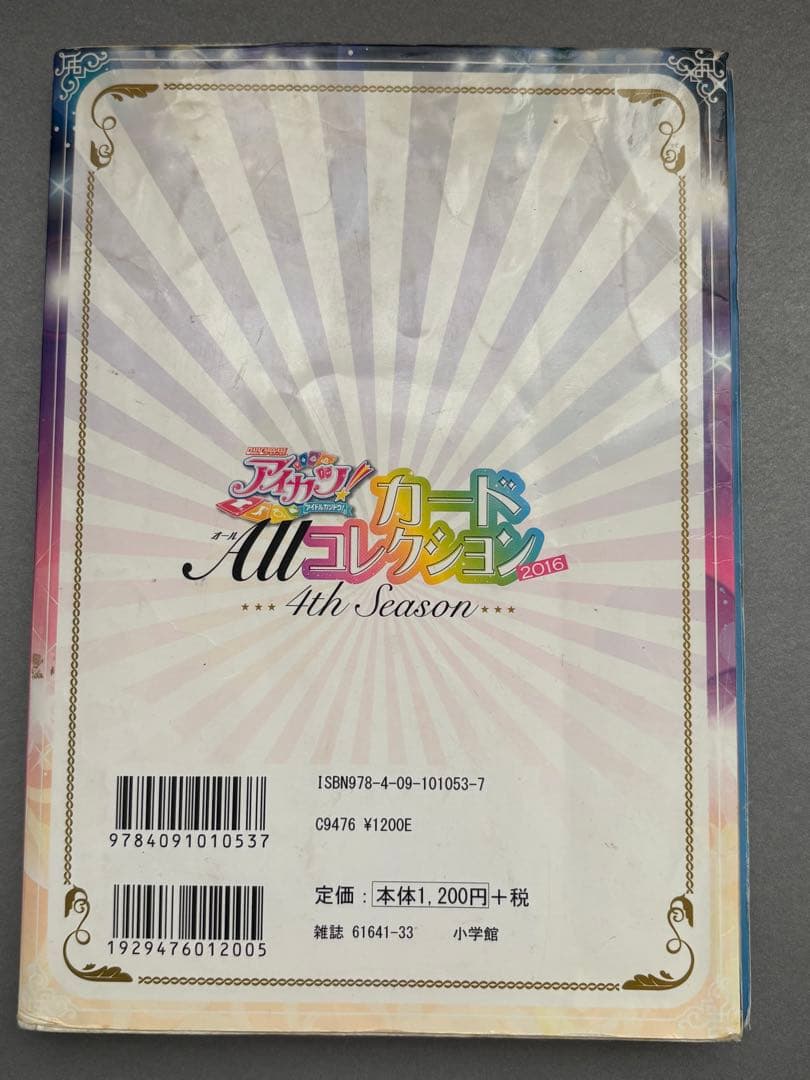 アイカツ!
アイドルカツドウ!
カード
オール
Allコレクション2016
4th Season
ISBN978-4-09-101053-7
C9476 ¥1200E
9784091010537
定価:本体1,200円+税
1929476012005
雑誌 61641-33 小学館